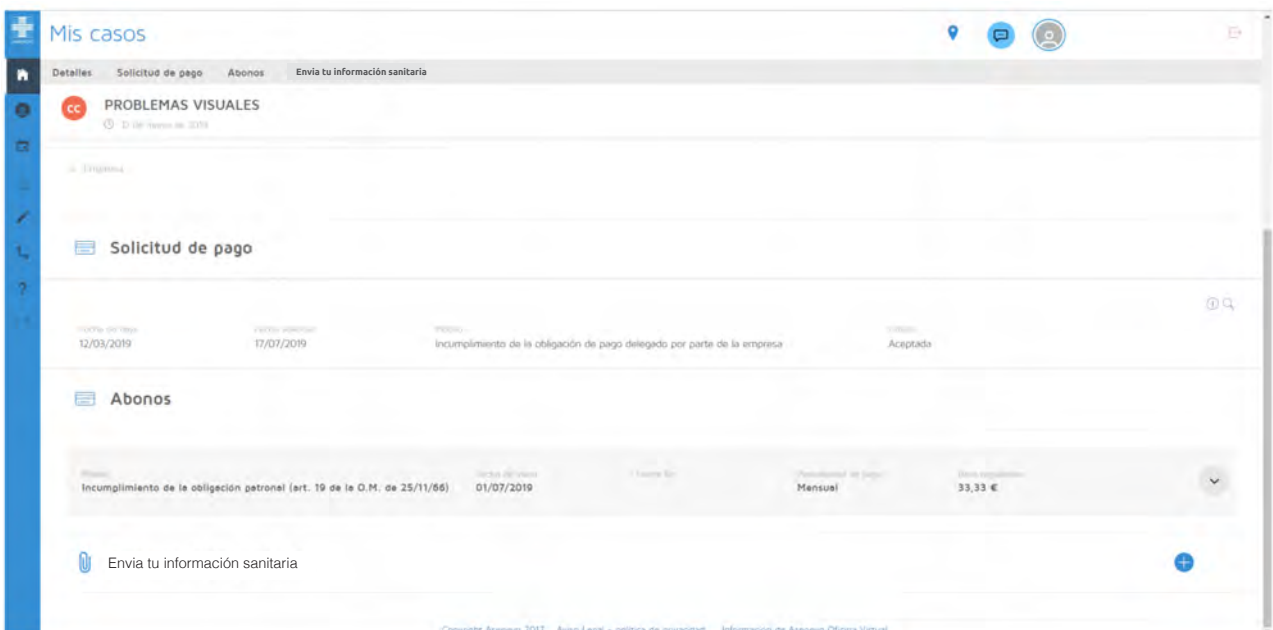 Mis casos
Detalles Solicitud de pago Abonos Envia tu información sanitaria
CC PROBLEMAS VISUALES
Empresa
Solicitud de pago
12/03/2019 17/07/2019 Incumplimiento de la obligación de pago delegado por parte de la empresa Aceptada
Abonos
Incumplimiento de la obligación patronal (art. 19 de la O.M. de 25/11/66) 01/07/2019 Mensual 33,33 €
Envia tu información sanitaria